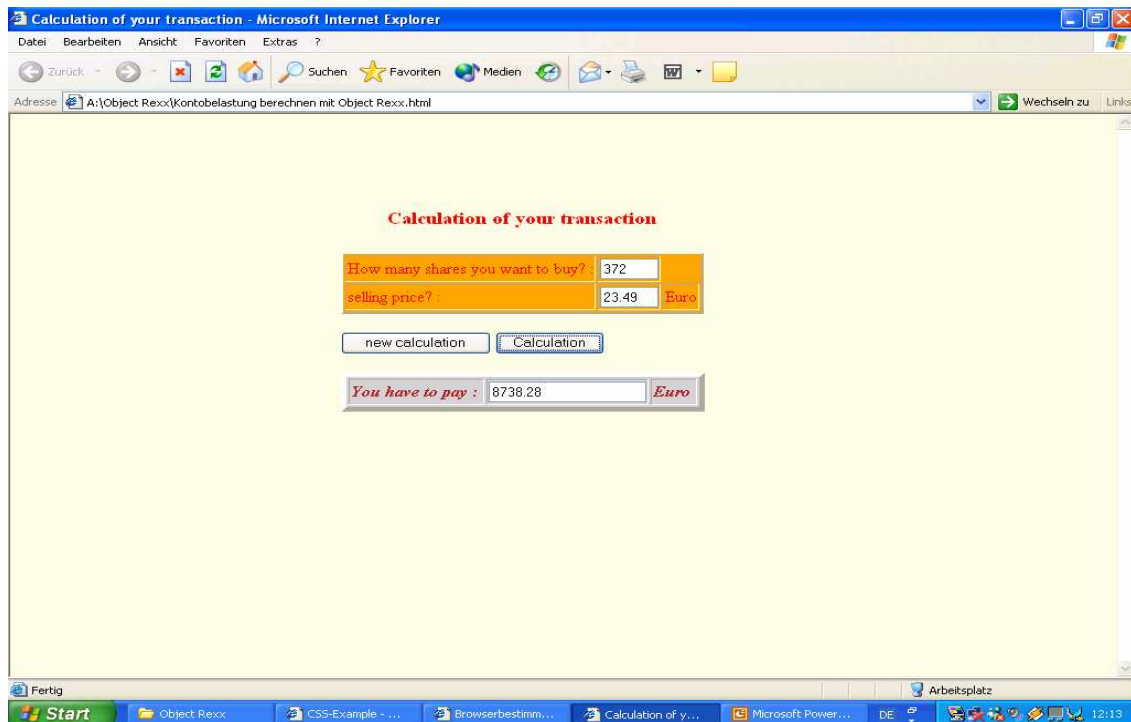 Calculation of your transaction - Microsoft Internet Explorer
Datei Bearbeiten Ansicht Favoriten Extras ?
Zurück Suchen Favoriten Medien
Adresse A:\Object Rexx\Kontobelastung berechnen mit Object Rexx.html Wechseln zu Links
Calculation of your transaction
How many shares you want to buy? : 372
selling price? : 23.49 Euro
new calculation Calculation
You have to pay : 8738.28 Euro
Fertig Arbeitsplatz
Start Object Rexx CSS-Example - ... Browserbestimm... Calculation of y... Microsoft Power... DE 12:13